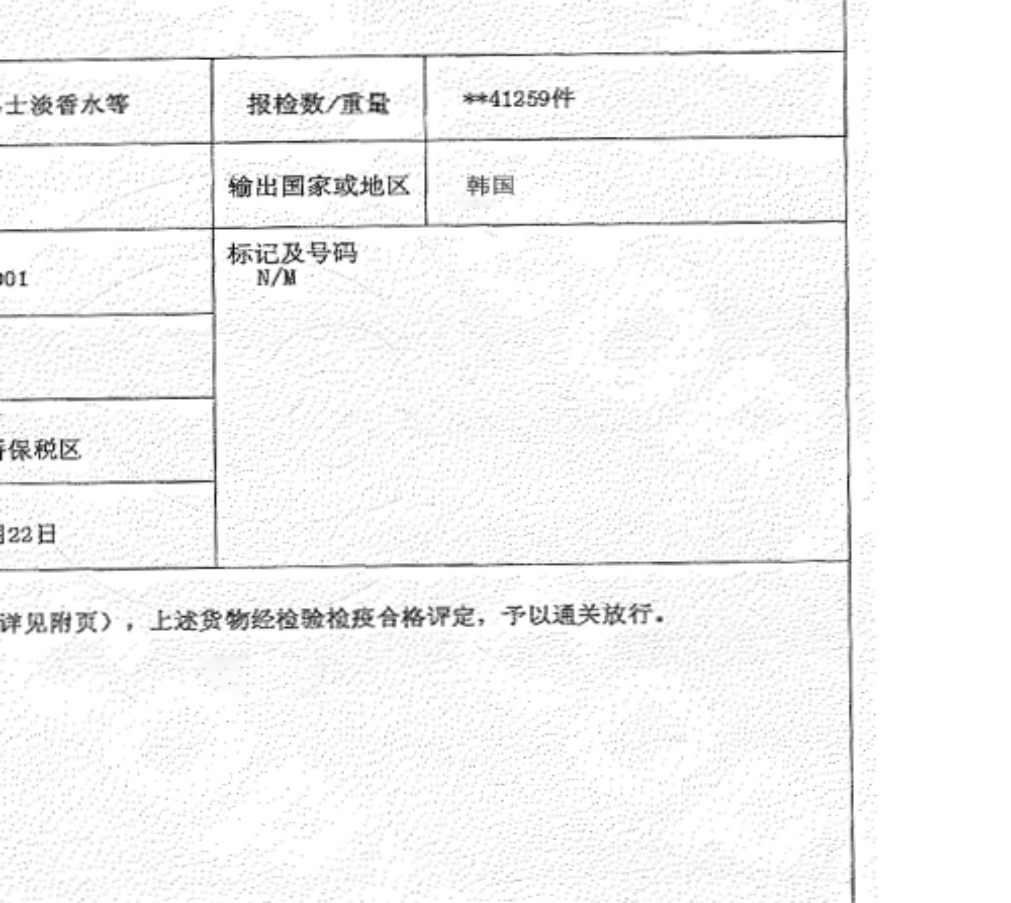 士淡香水等 报检数/重量 **41259件
输出国家或地区 韩国
标记及号码
N/M
001
保税区
22日
详见附页），上述货物经检验检疫合格评定，予以通关放行。